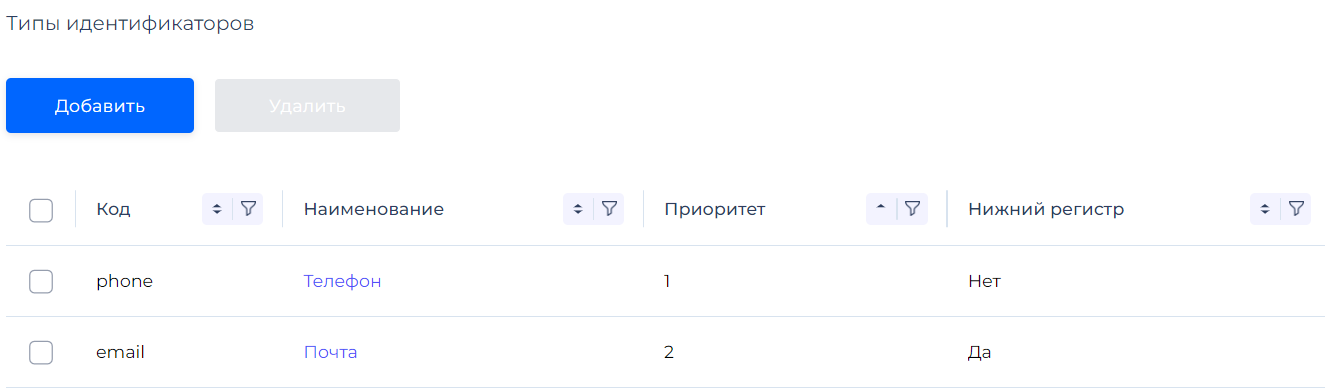 Типы идентификаторов
Добавить Удалить
Код Наименование Приоритет Нижний регистр
phone Телефон 1 Нет
email Почта 2 Да